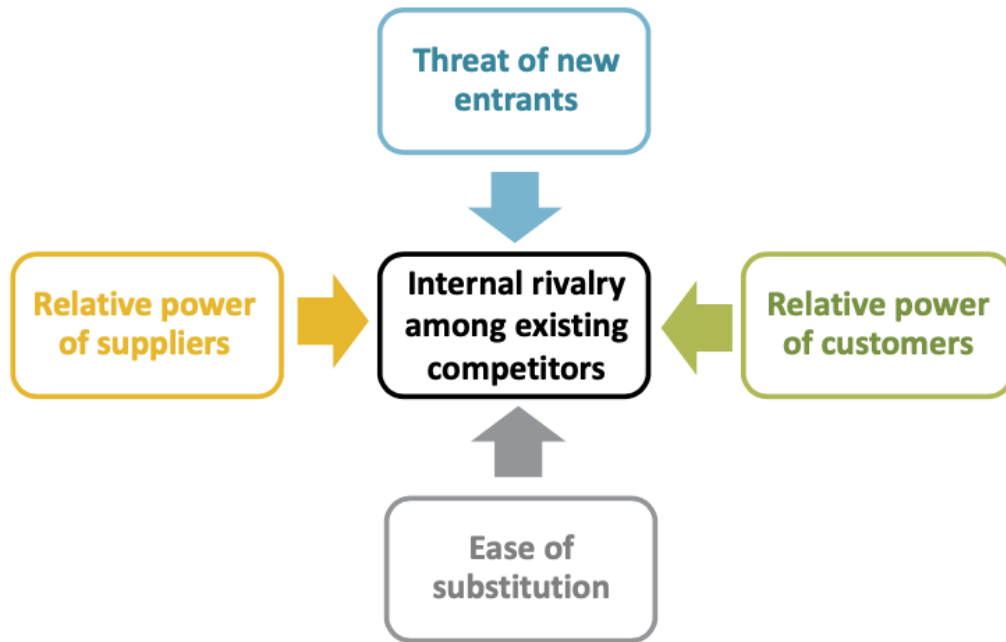 Threat of new
entrants
Relative power
of suppliers
Internal rivalry
among existing
competitors
Relative power
of customers
Ease of
substitution